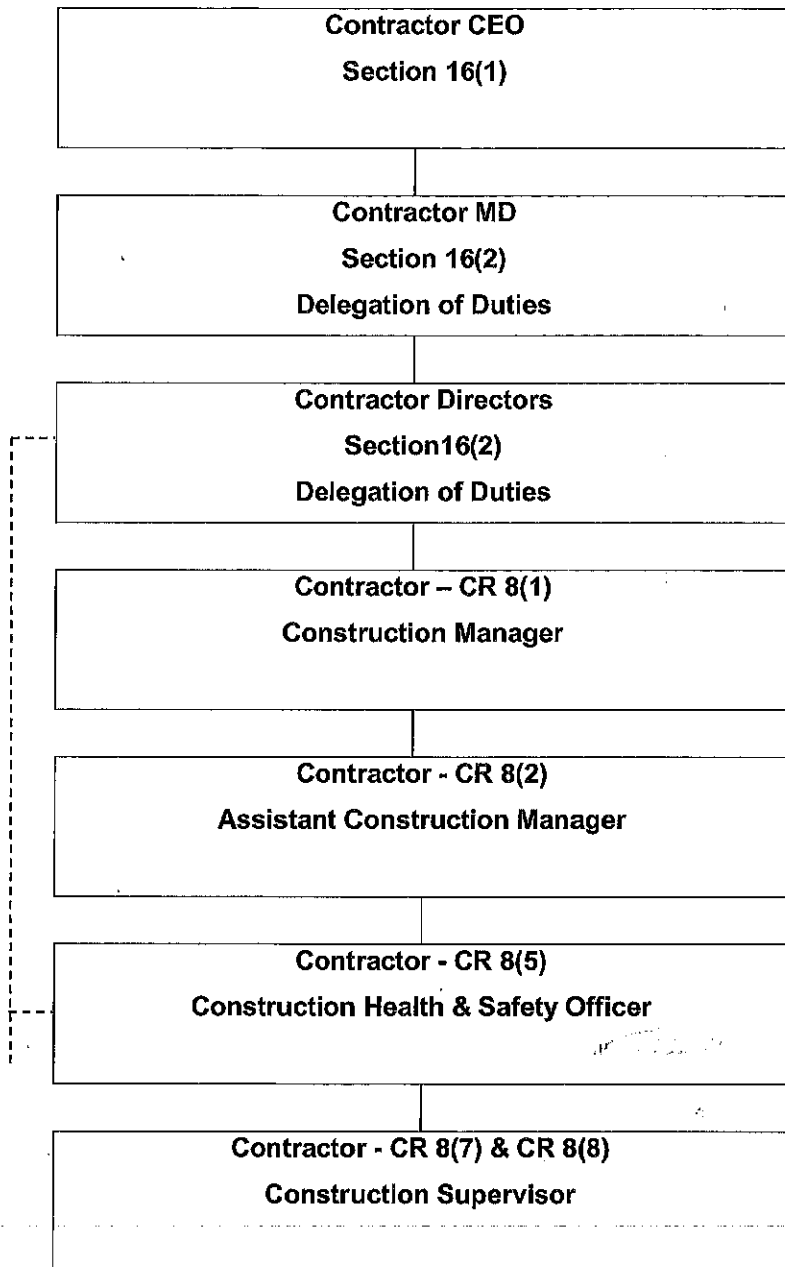 Contractor CEO
Section 16(1)
Contractor MD
Section 16(2)
Delegation of Duties
Contractor Directors
Section16(2)
Delegation of Duties
Contractor – CR 8(1)
Construction Manager
Contractor - CR 8(2)
Assistant Construction Manager
Contractor - CR 8(5)
Construction Health & Safety Officer
Contractor - CR 8(7) & CR 8(8)
Construction Supervisor